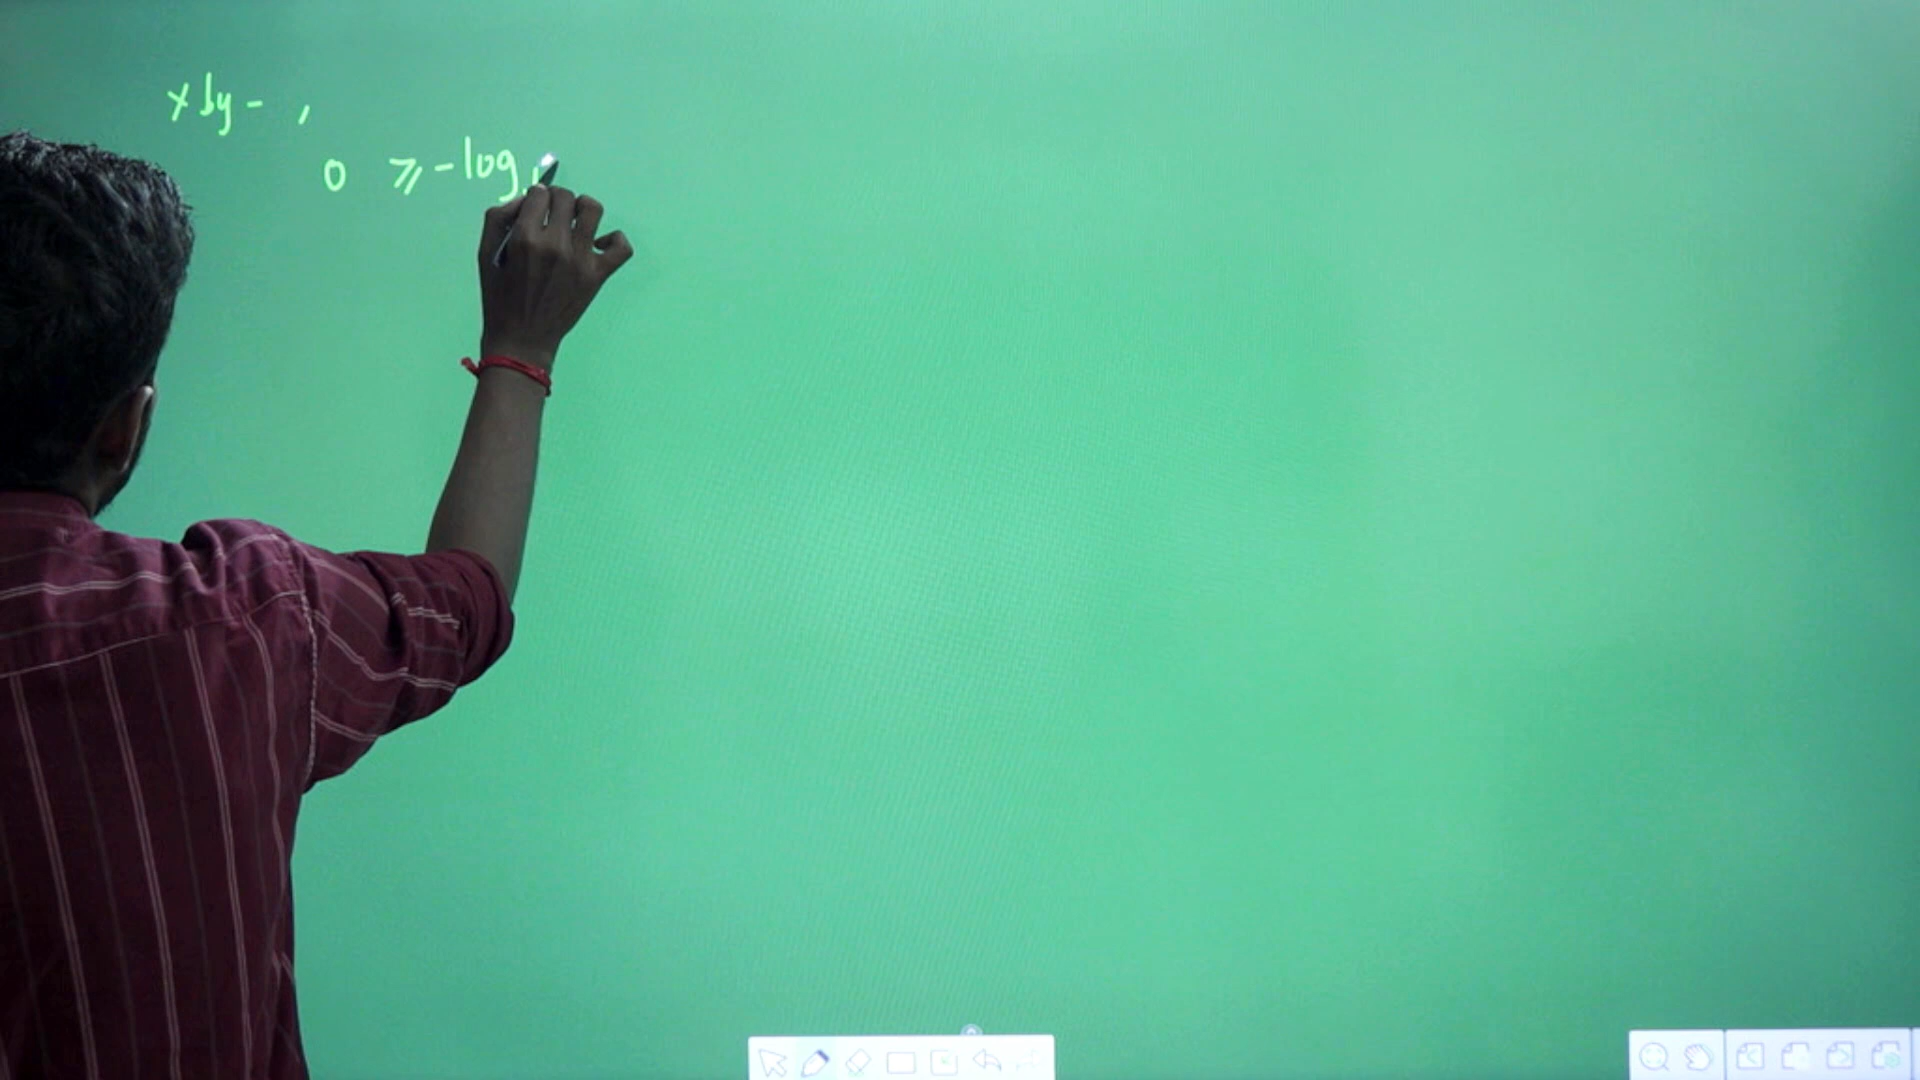 × by - ,
0 ⩾ - log